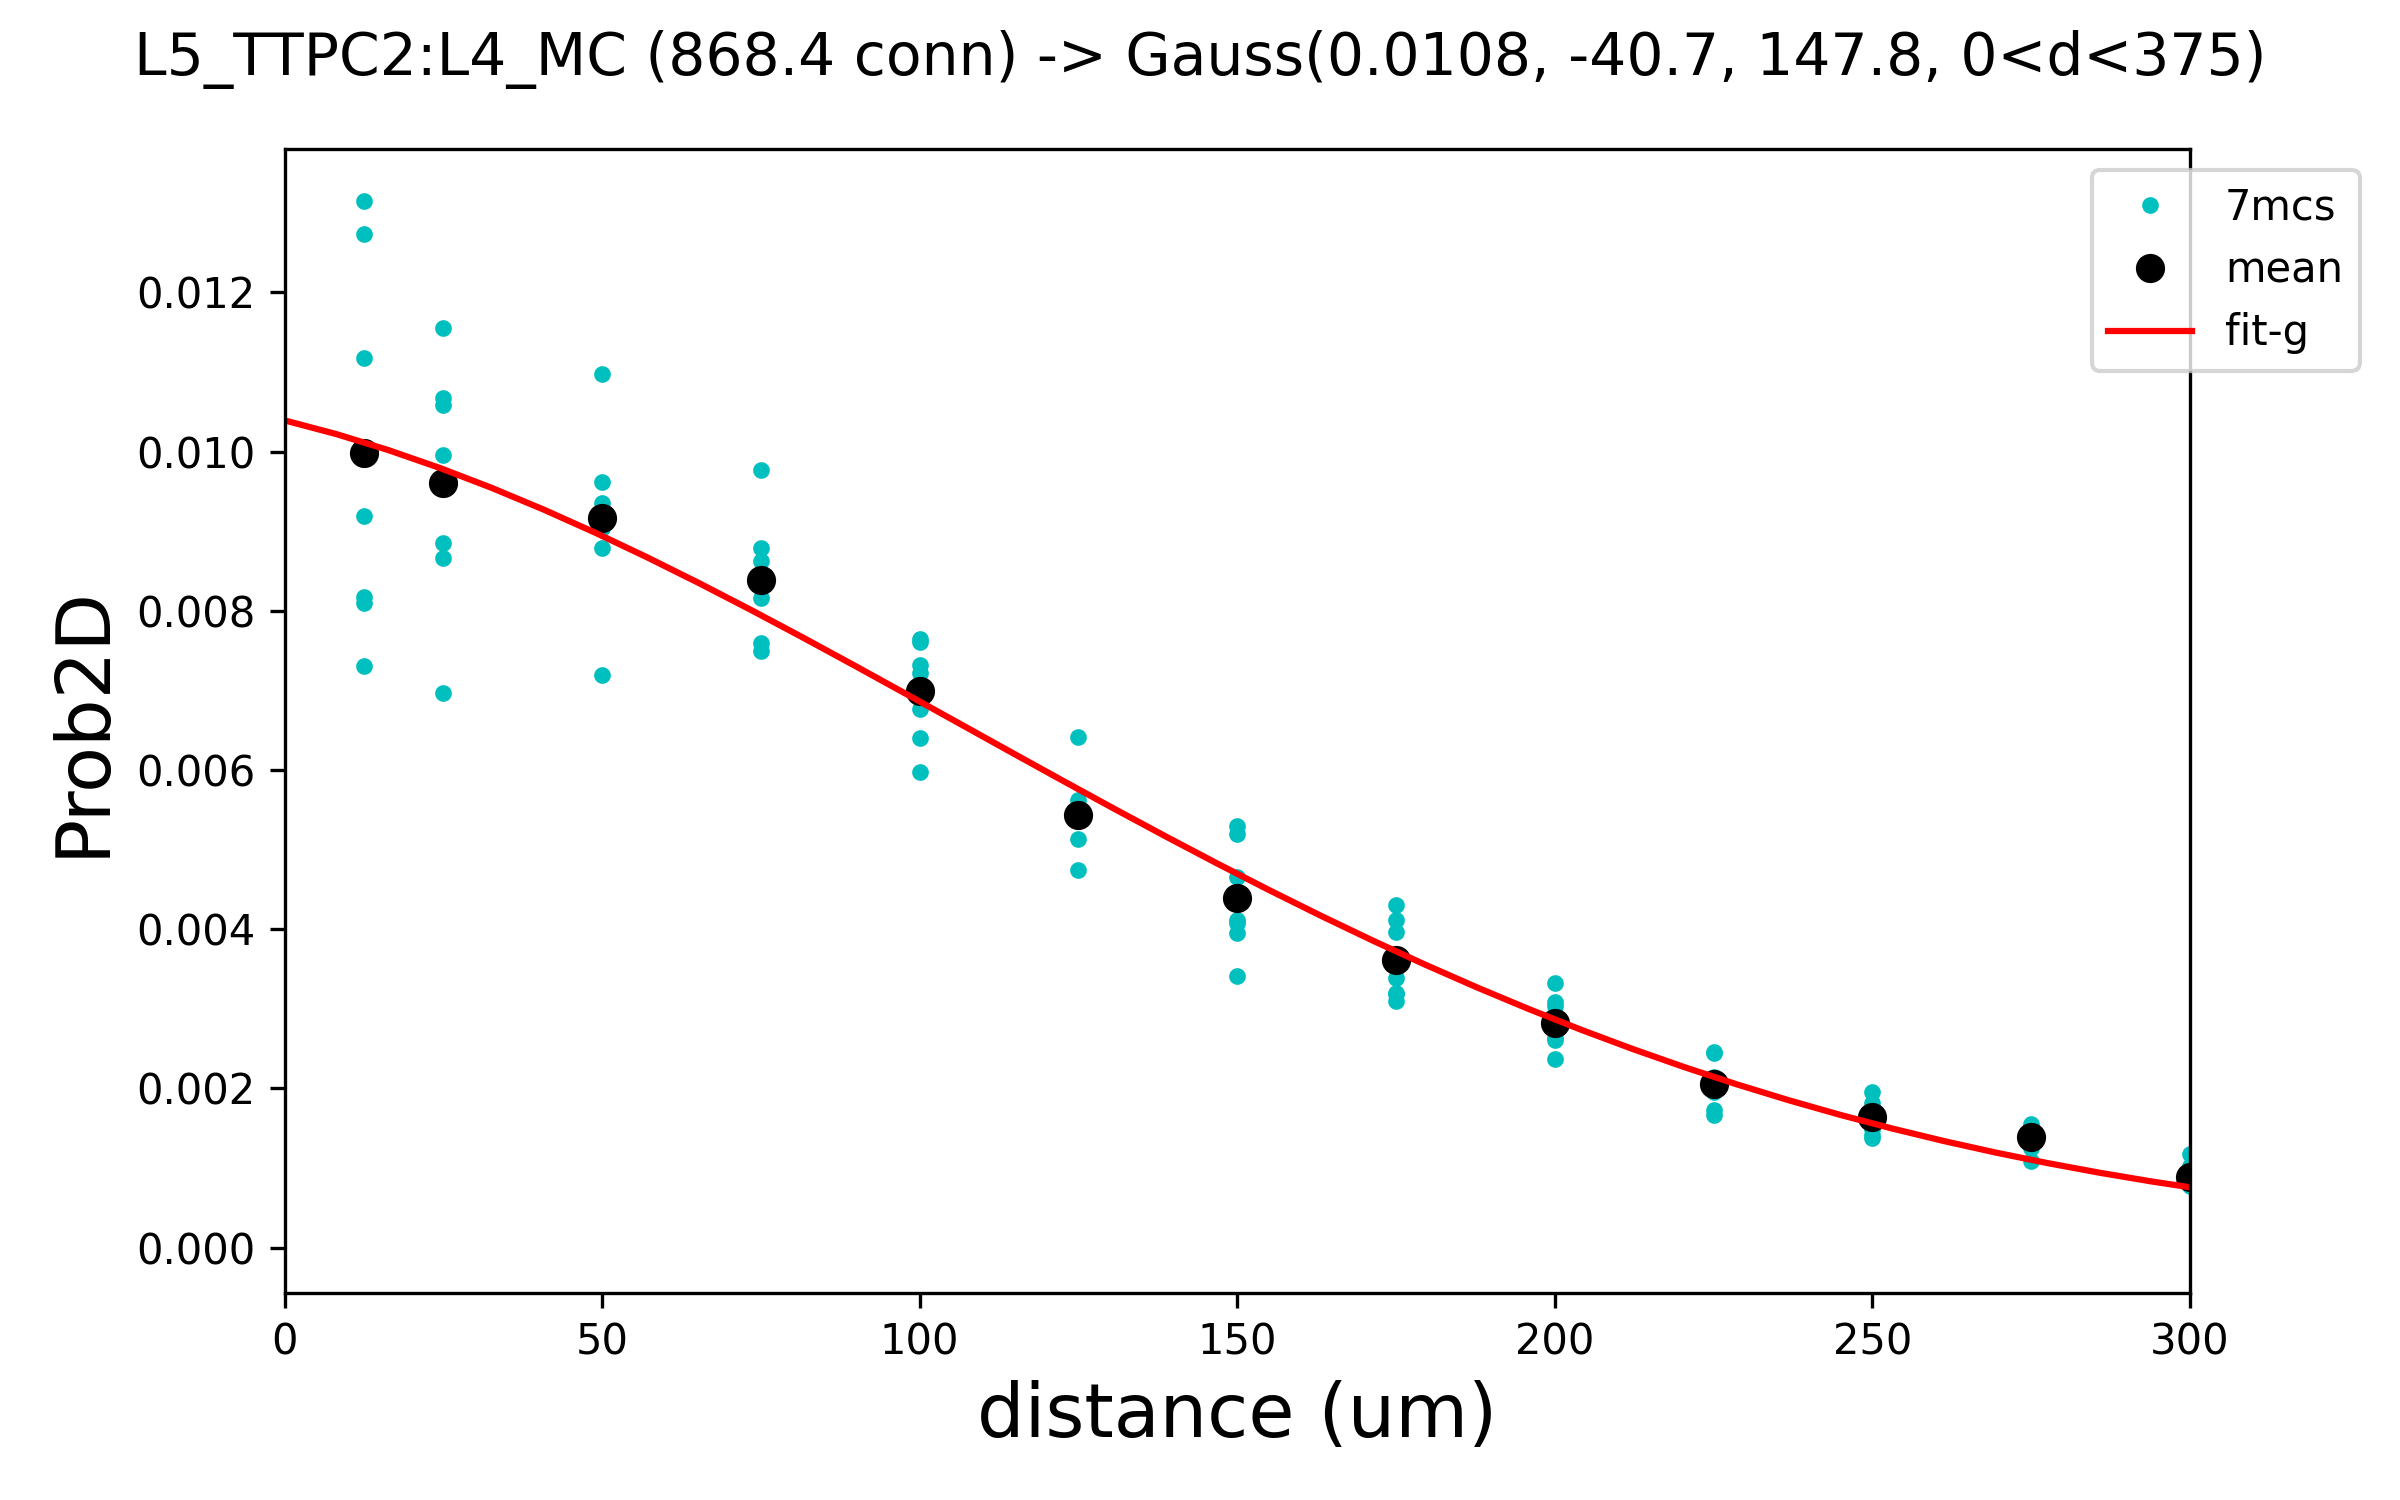 L5_TTPC2:L4_MC (868.4 conn) -> Gauss(0.0108, -40.7, 147.8, 0<d<375)
7mcs
mean
fit-g
Prob2D
0.012
0.010
0.008
0.006
0.004
0.002
0.000
0 50 100 150 200 250 300
distance (um)